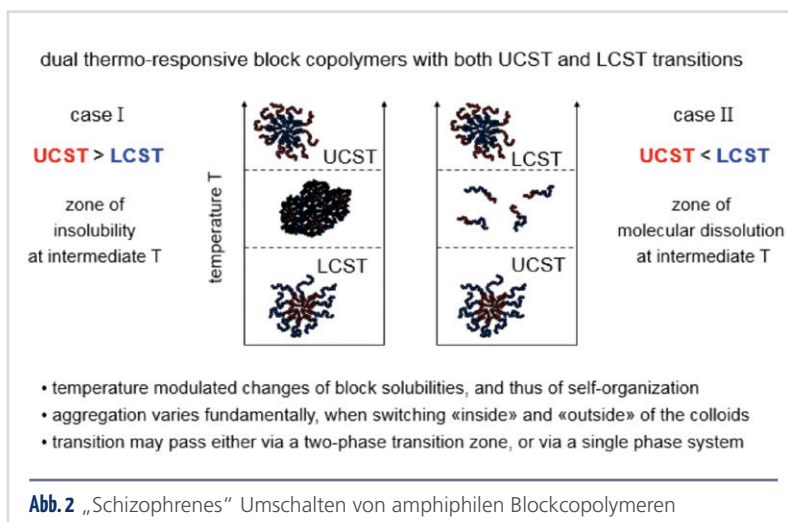 dual thermo-responsive block copolymers with both UCST and LCST transitions
case I
UCST > LCST
zone of
insolubility
at intermediate T
temperature T
UCST
LCST
LCST
UCST
case II
UCST < LCST
zone of
molecular dissolution
at intermediate T
• temperature modulated changes of block solubilities, and thus of self-organization
• aggregation varies fundamentally, when switching «inside» and «outside» of the colloids
• transition may pass either via a two-phase transition zone, or via a single phase system
Abb. 2 „Schizophrenes“ Umschalten von amphiphilen Blockcopolymeren